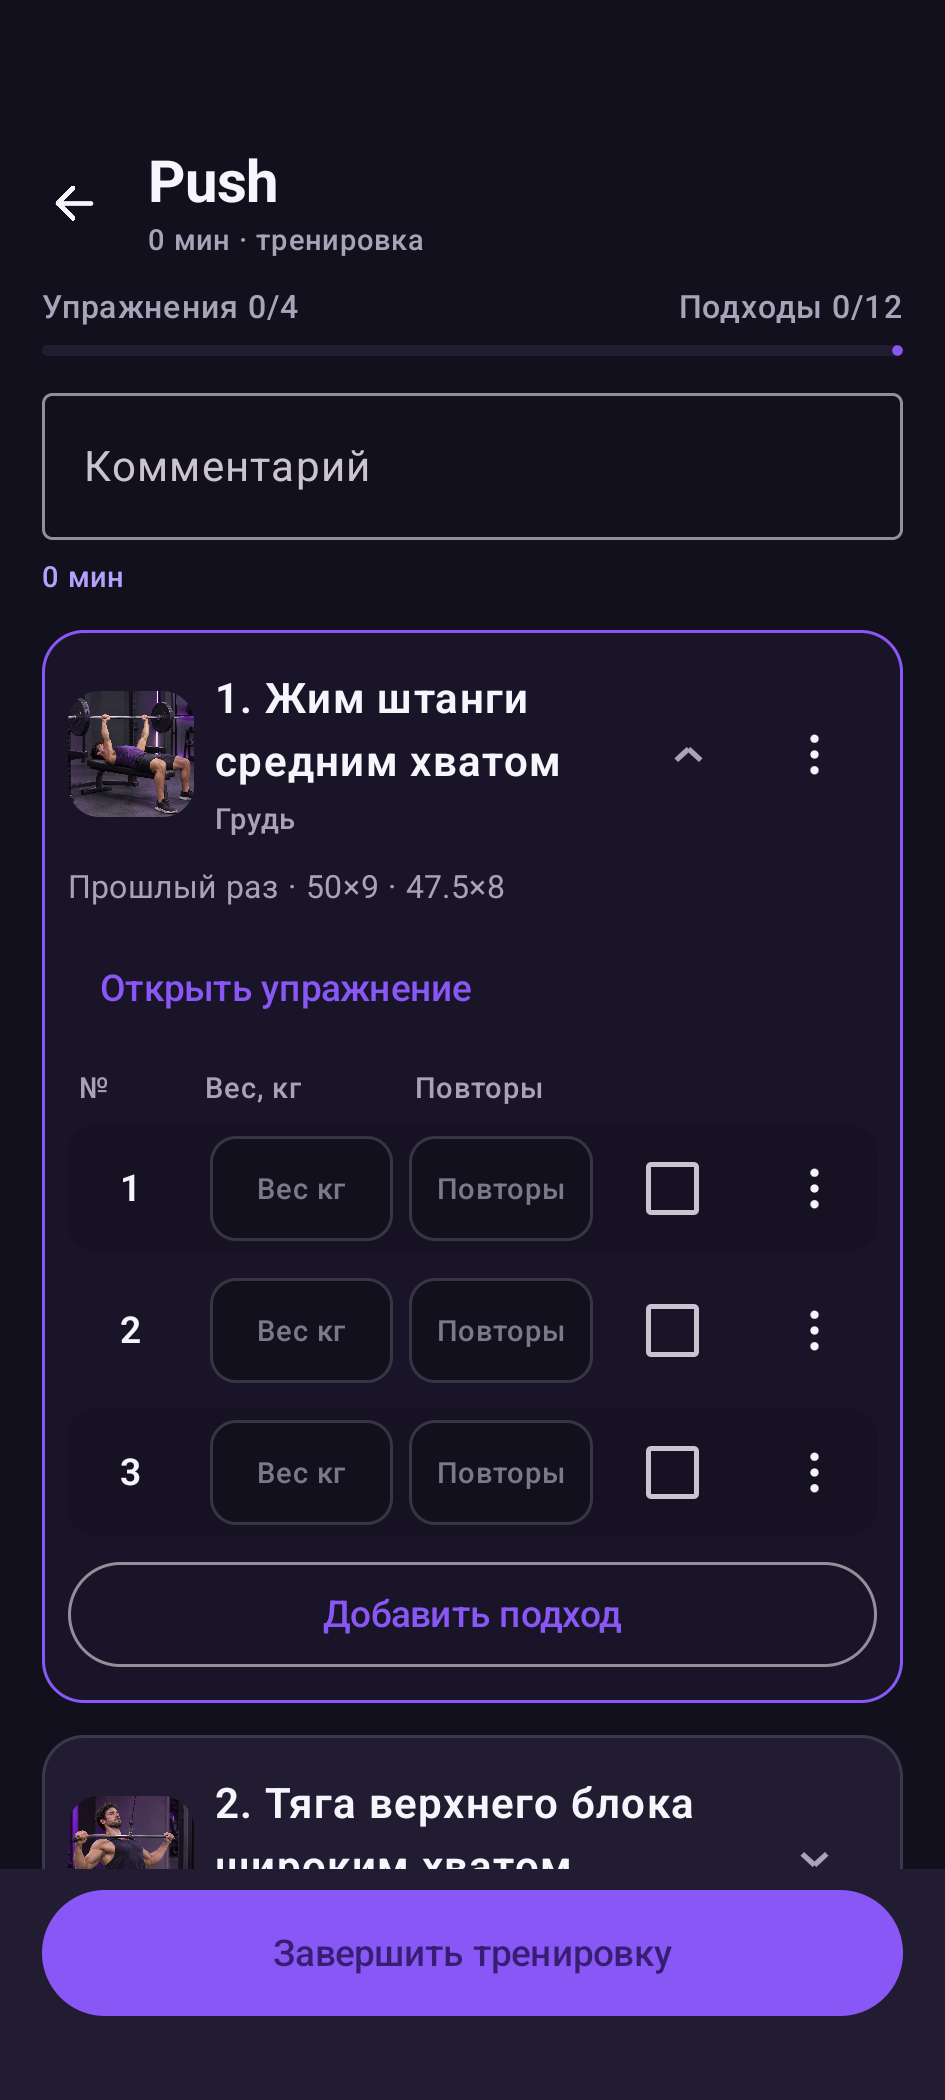 Push
0 мин · тренировка
Упражнения 0/4
Подходы 0/12
Комментарий
0 мин
1. Жим штанги
средним хватом
Грудь
Прошлый раз · 50×9 · 47.5×8
Открыть упражнение
№ Вес, кг Повторы
1 Вес кг Повторы
2 Вес кг Повторы
3 Вес кг Повторы
Добавить подход
2. Тяга верхнего блока
широким хватом
Завершить тренировку